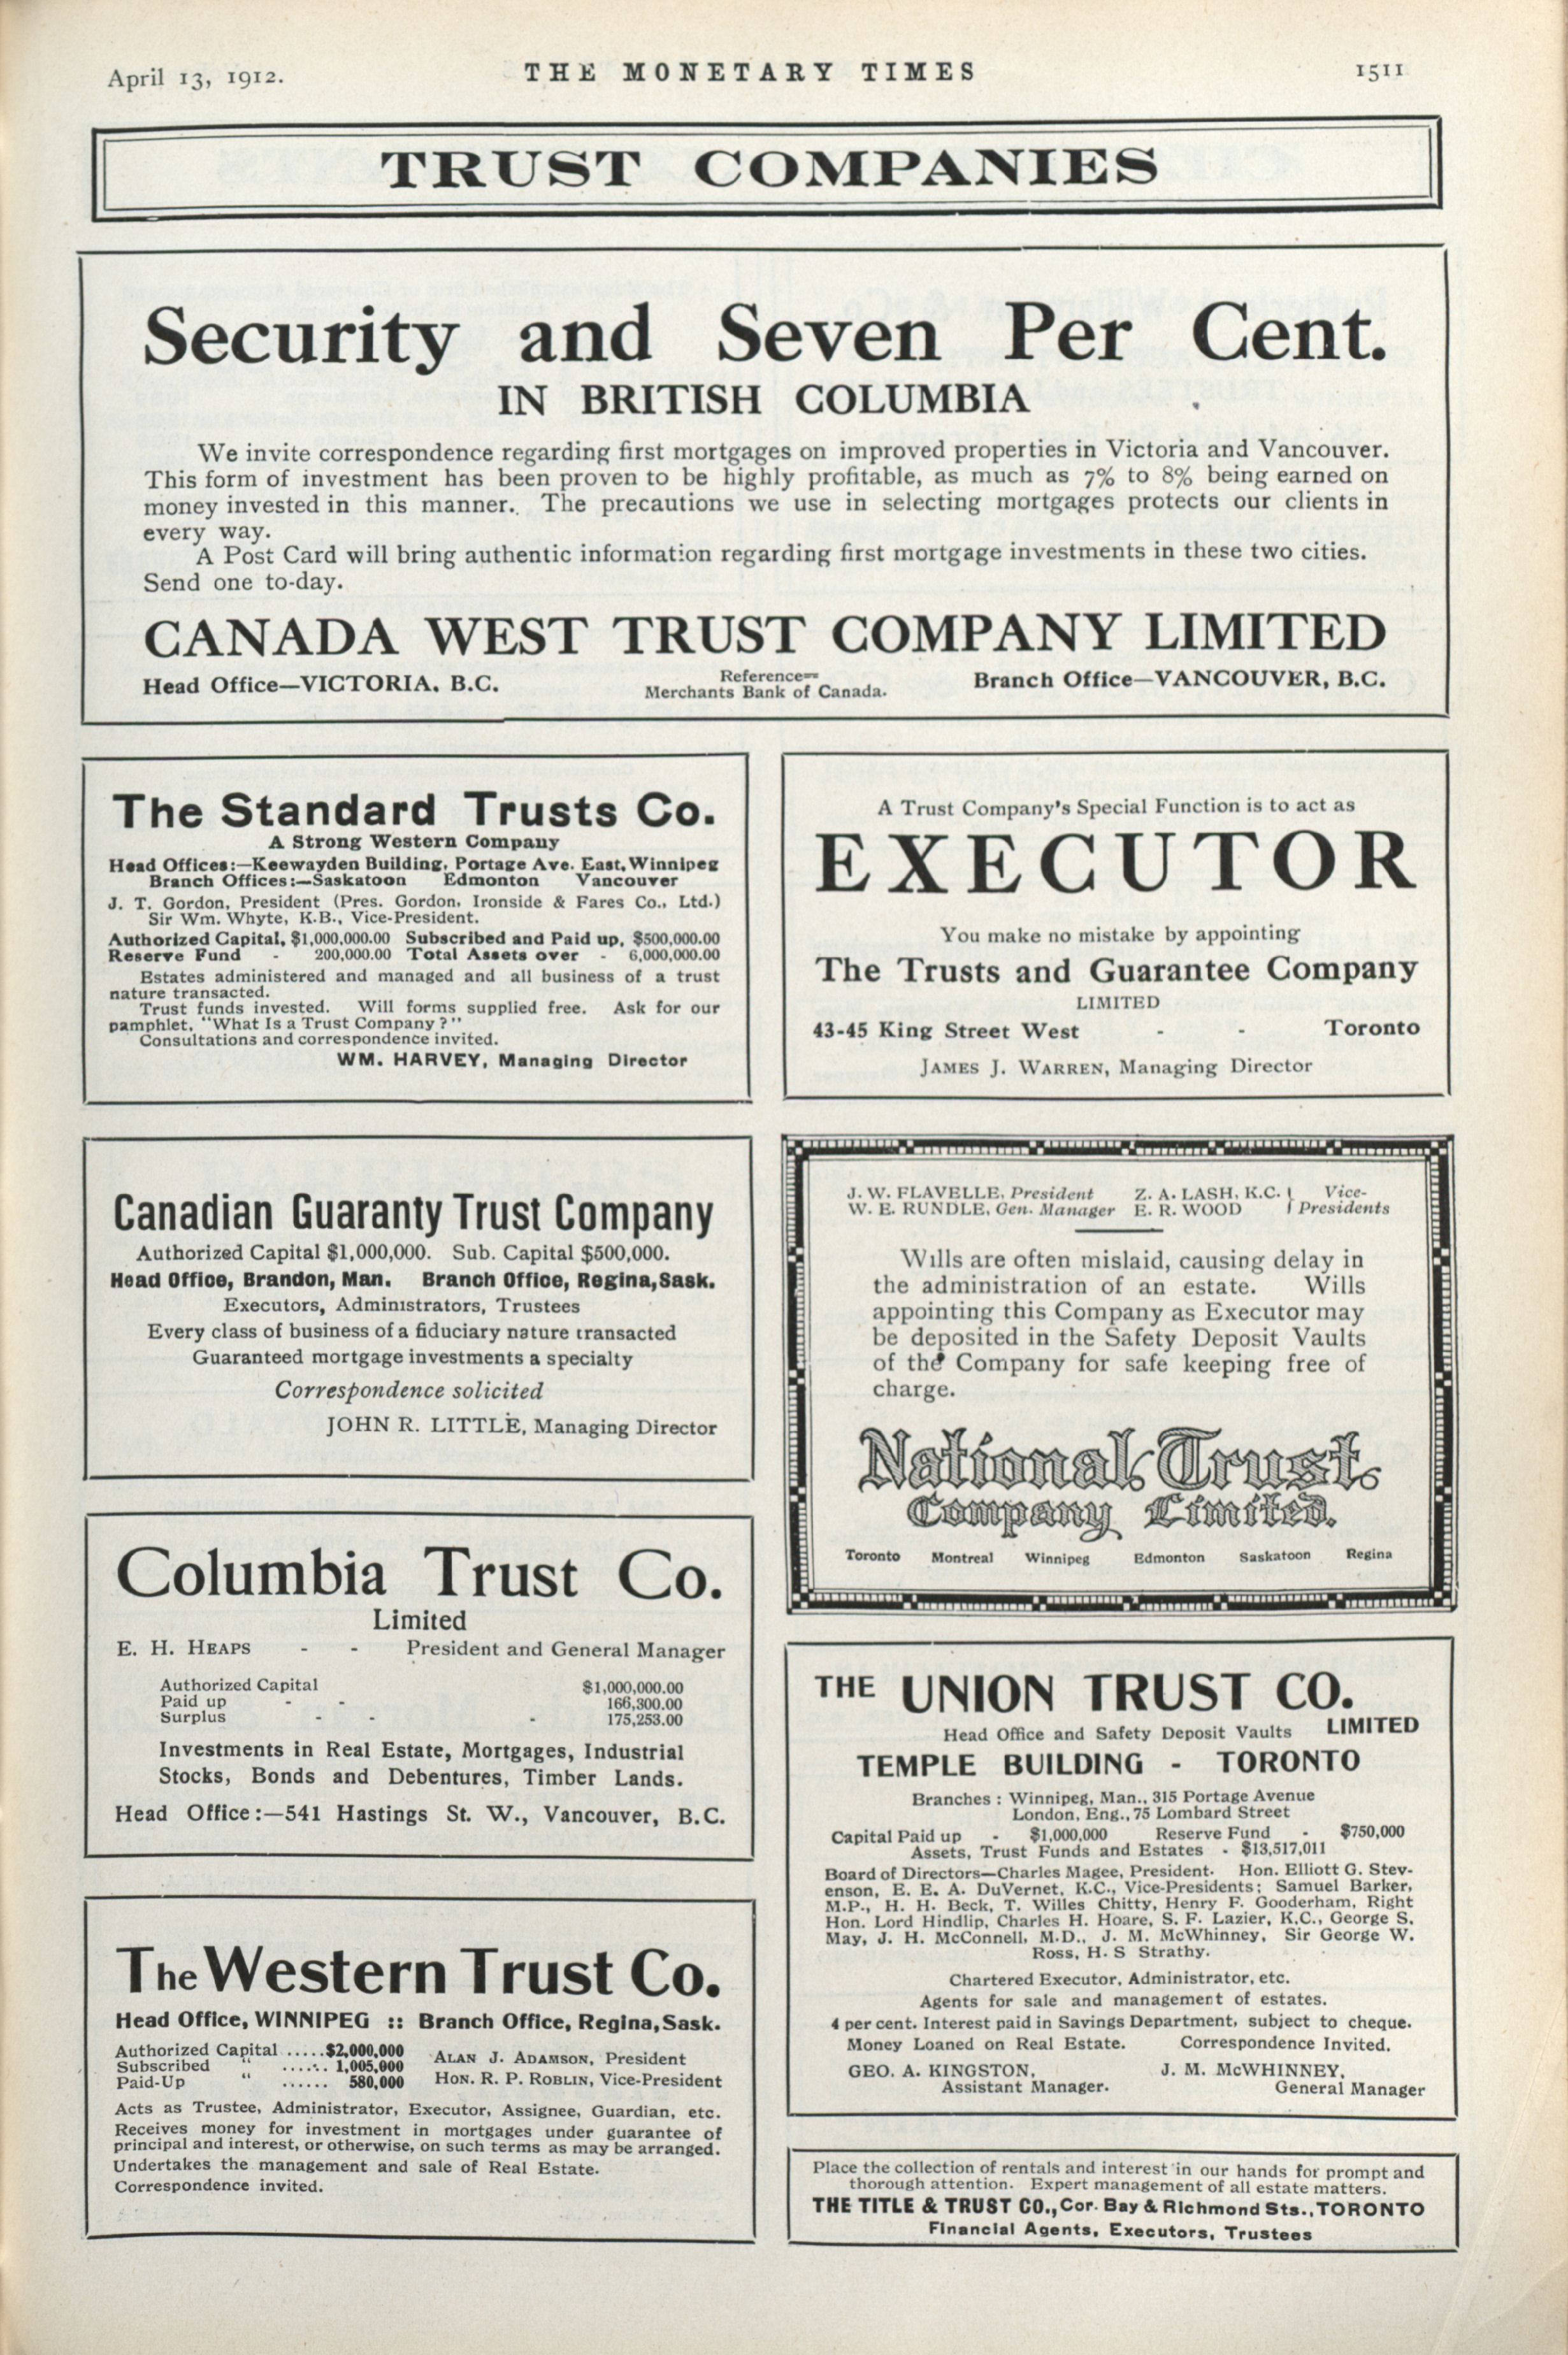 April 13, 1912.
THE MONETARY TIMES
1511
TRUST COMPANIES
Security and Seven Per Cent.
IN BRITISH COLUMBIA
We invite correspondence regarding first mortgages on improved properties in Victoria and Vancouver.
This form of investment has been proven to be highly profitable, as much as 7% to 8% being earned on
money invested in this manner. The precautions we use in selecting mortgages protects our clients in
every way.
A Post Card will bring authentic information regarding first mortgage investments in these two cities.
Send one to-day.
CANADA WEST TRUST COMPANY LIMITED
Head Office—VICTORIA. B.C.
Reference—
Merchants Bank of Canada.
Branch Office—VANCOUVER, B.C.
The Standard Trusts Co.
A Strong Western Company
Head Offices:—Keewayden Building, Portage Ave. East, Winnipeg
Branch Offices:—Saskatoon Edmonton Vancouver
J. T. Gordon, President (Pres. Gordon, Ironside & Fares Co., Ltd.)
Sir Wm. Whyte, K.B., Vice-President.
Authorized Capital, $1,000,000.00 Subscribed and Paid up, $500,000.00
Reserve Fund - 200,000.00 Total Assets over - 6,000,000.00
Estates administered and managed and all business of a trust
nature transacted.
Trust funds invested. Will forms supplied free. Ask for our
pamphlet, "What Is a Trust Company?"
Consultations and correspondence invited.
WM. HARVEY, Managing Director
A Trust Company's Special Function is to act as
EXECUTOR
You make no mistake by appointing
The Trusts and Guarantee Company
LIMITED
43-45 King Street West - - Toronto
JAMES J. WARREN, Managing Director
Canadian Guaranty Trust Company
Authorized Capital $1,000,000. Sub. Capital $500,000.
Head Office, Brandon, Man. Branch Office, Regina, Sask.
Executors, Administrators, Trustees
Every class of business of a fiduciary nature transacted
Guaranteed mortgage investments a specialty
Correspondence solicited
JOHN R. LITTLE, Managing Director
J. W. FLAVELLE, President Z. A. LASH, K.C. } Vice-
W. E. RUNDLE, Gen. Manager E. R. WOOD } Presidents
Wills are often mislaid, causing delay in
the administration of an estate. Wills
appointing this Company as Executor may
be deposited in the Safety Deposit Vaults
of the Company for safe keeping free of
charge.
National Trust
Company Limited.
Toronto Montreal Winnipeg Edmonton Saskatoon Regina
Columbia Trust Co.
Limited
E. H. HEAPS - - President and General Manager
Authorized Capital $1,000,000.00
Paid up - - 166,300.00
Surplus - - - 175,253.00
Investments in Real Estate, Mortgages, Industrial
Stocks, Bonds and Debentures, Timber Lands.
Head Office:—541 Hastings St. W., Vancouver, B.C.
THE UNION TRUST CO.
Head Office and Safety Deposit Vaults LIMITED
TEMPLE BUILDING - TORONTO
Branches: Winnipeg, Man., 315 Portage Avenue
London, Eng., 75 Lombard Street
Capital Paid up - $1,000,000 Reserve Fund - $750,000
Assets, Trust Funds and Estates - $13,517,011
Board of Directors—Charles Magee, President. Hon. Elliott G. Stev-
enson, E. E. A. DuVernet, K.C., Vice-Presidents; Samuel Barker,
M.P., H. H. Beck, T. Willes Chitty, Henry F. Gooderham, Right
Hon. Lord Hindlip, Charles H. Hoare, S. F. Lazier, K.C., George S.
May, J. H. McConnell, M.D., J. M. McWhinney, Sir George W.
Ross, H. S Strathy.
Chartered Executor, Administrator, etc.
Agents for sale and management of estates.
4 per cent. Interest paid in Savings Department, subject to cheque.
Money Loaned on Real Estate. Correspondence Invited.
GEO. A. KINGSTON, J. M. McWHINNEY,
Assistant Manager. General Manager
The Western Trust Co.
Head Office, WINNIPEG :: Branch Office, Regina, Sask.
Authorized Capital ..... $2,000,000
Subscribed " ...... 1,005,000
Paid-Up " ...... 580,000
ALAN J. ADAMSON, President
HON. R. P. ROBLIN, Vice-President
Acts as Trustee, Administrator, Executor, Assignee, Guardian, etc.
Receives money for investment in mortgages under guarantee of
principal and interest, or otherwise, on such terms as may be arranged.
Undertakes the management and sale of Real Estate.
Correspondence invited.
Place the collection of rentals and interest in our hands for prompt and
thorough attention. Expert management of all estate matters.
THE TITLE & TRUST CO., Cor. Bay & Richmond Sts., TORONTO
Financial Agents, Executors, Trustees